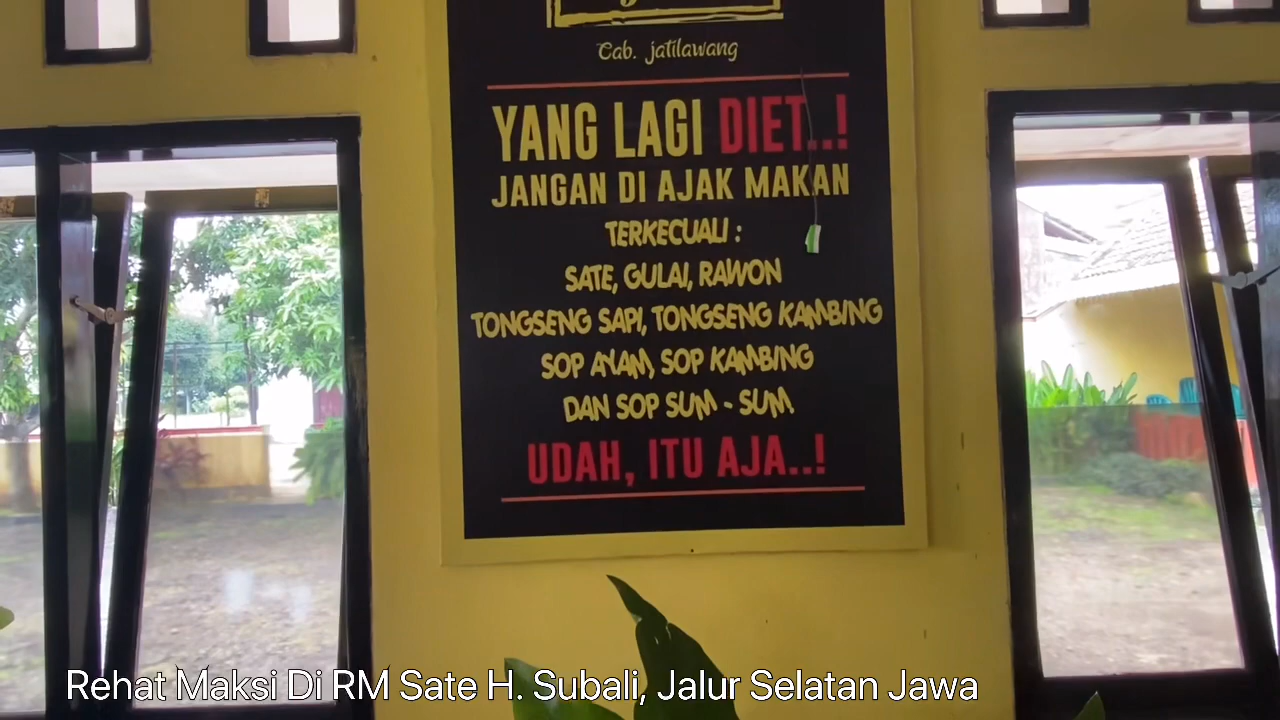 Cab. jatilawang
YANG LAGI DIET..!
JANGAN DI AJAK MAKAN
TERKECUALI :
SATE, GULAI, RAWON
TONGSENG SAPI, TONGSENG KAMBING
SOP AYAM, SOP KAMBING
DAN SOP SUM - SUM.
UDAH, ITU AJA..!
Rehat Maksi Di RM Sate H. Subali, Jalur Selatan Jawa